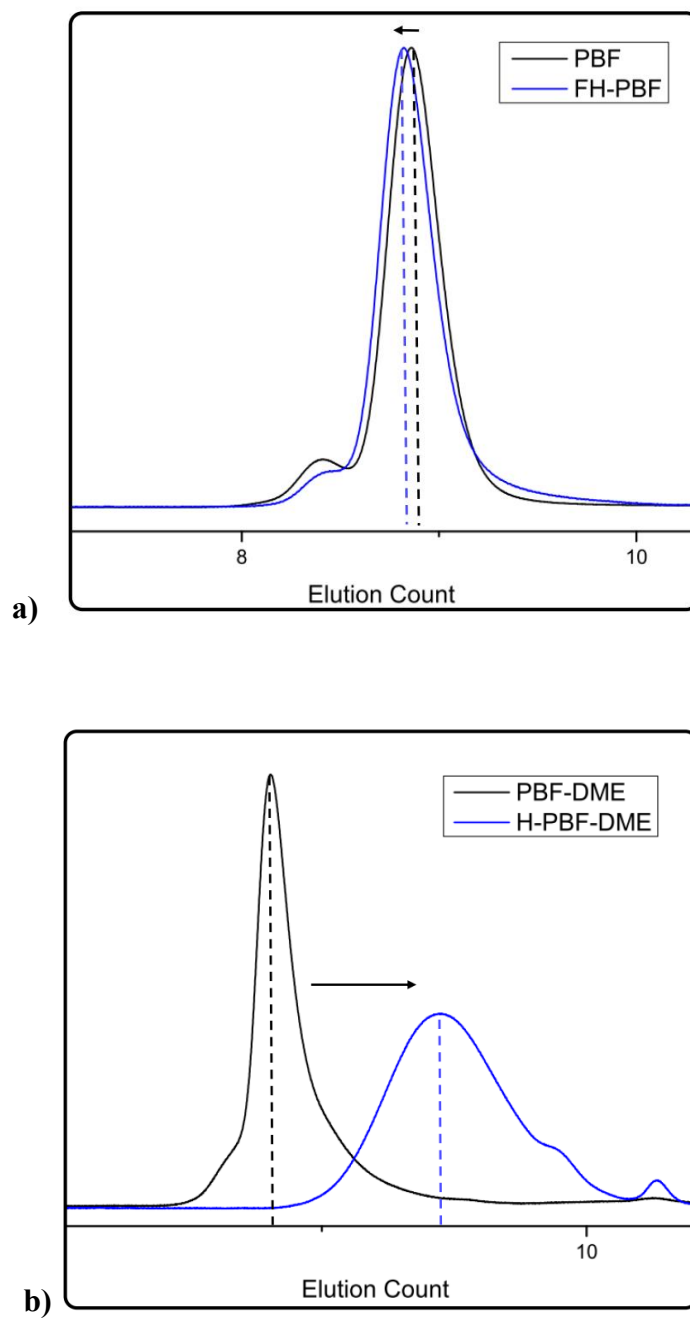 PBF
FH-PBF
8
10
Elution Count
a)
PBF-DME
H-PBF-DME
10
Elution Count
b)